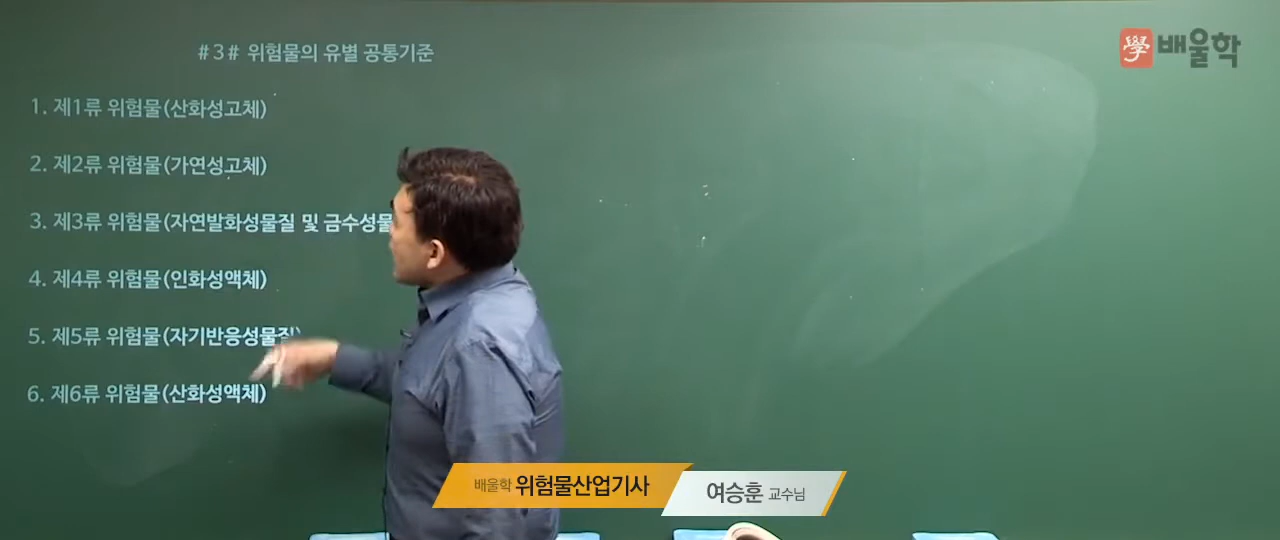 #3# 위험물의 유별 공통기준
學 배울학
1. 제1류 위험물(산화성고체)
2. 제2류 위험물(가연성고체)
3. 제3류 위험물(자연발화성물질 및 금수성물
4. 제4류 위험물(인화성액체)
5. 제5류 위험물(자기반응성물질)
6. 제6류 위험물(산화성액체)
배울학 위험물산업기사
여승훈 교수님